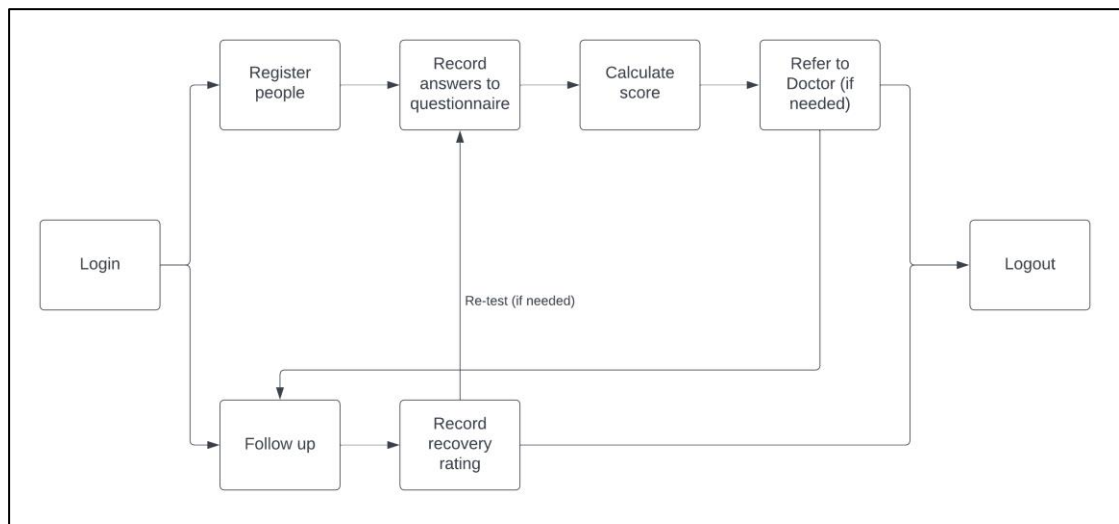 Register
people
Record
answers to
questionnaire
Calculate
score
Refer to
Doctor (if
needed)
Login
Logout
Re-test (if needed)
Follow up
Record
recovery
rating